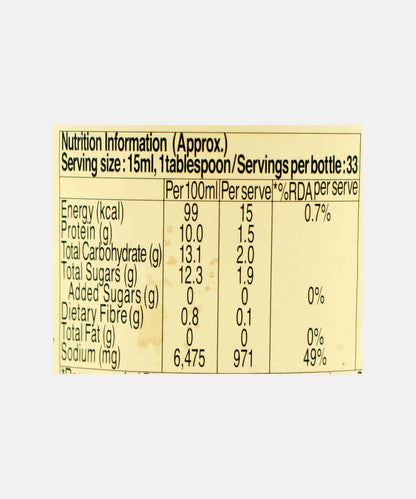 Nutrition Information (Approx.)
Serving size : 15ml, 1tablespoon/Servings per bottle :33
Per 100ml Per serve *%RDA per serve
Energy (kcal) 99 15 0.7%
Protein (g) 10.0 1.5
Total Carbohydrate (g) 13.1 2.0
Total Sugars (g) 12.3 1.9
Added Sugars (g) 0 0 0%
Dietary Fibre (g) 0.8 0.1
Total Fat (g) 0 0 0%
Sodium (mg) 6,475 971 49%